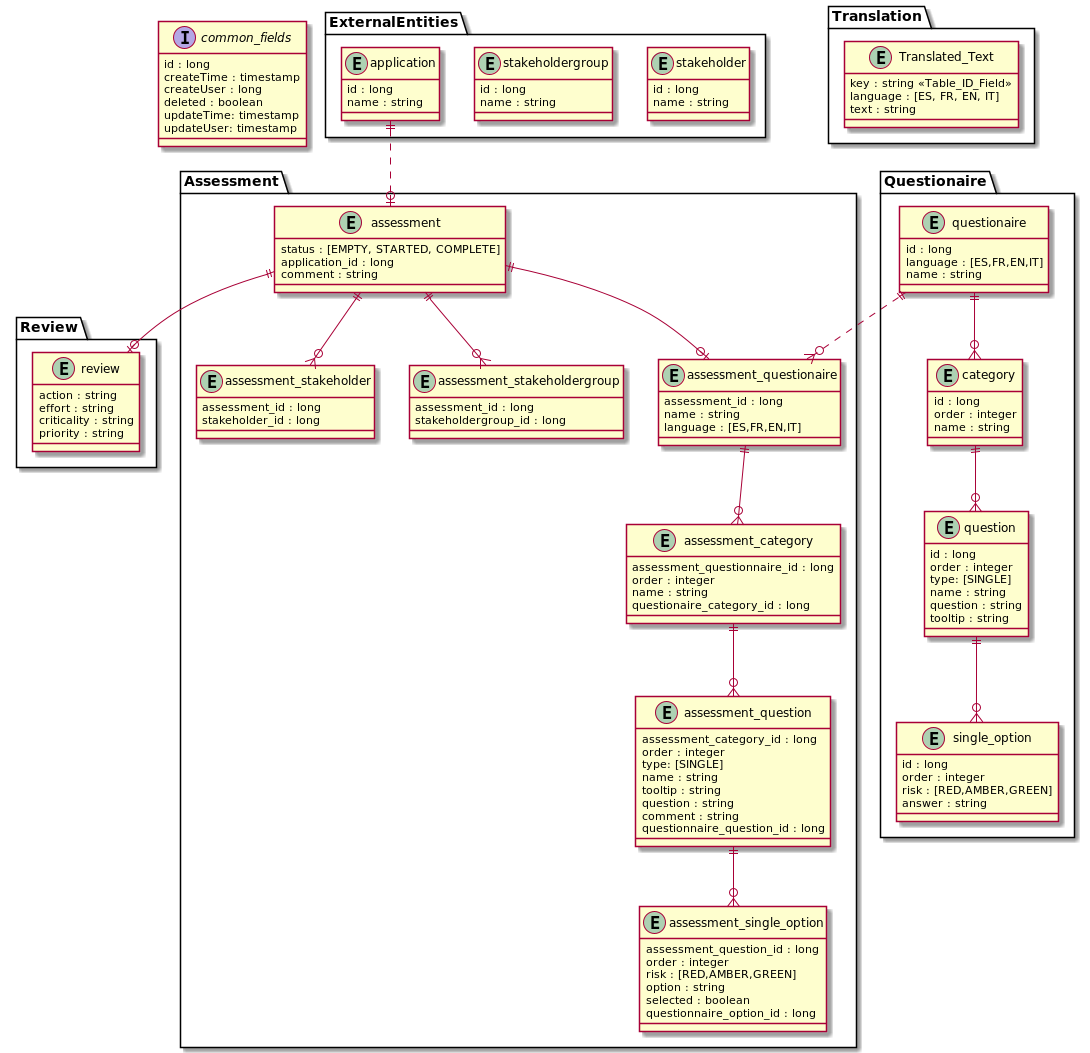 I common_fields
id : long
createTime : timestamp
createUser : long
deleted : boolean
updateTime: timestamp
updateUser: timestamp
ExternalEntities
E application
id : long
name : string
E stakeholdergroup
id : long
name : string
E stakeholder
id : long
name : string
Translation
E Translated_Text
key : string «Table_ID_Field»
language : [ES, FR, EN, IT]
text : string
Assessment
E assessment
status : [EMPTY, STARTED, COMPLETE]
application_id : long
comment : string
Questionaire
E questionaire
id : long
language : [ES,FR,EN,IT]
name : string
Review
E review
action : string
effort : string
criticality : string
priority : string
E assessment_stakeholder
assessment_id : long
stakeholder_id : long
E assessment_stakeholdergroup
assessment_id : long
stakeholdergroup_id : long
E assessment_questionaire
assessment_id : long
name : string
language : [ES,FR,EN,IT]
E category
id : long
order : integer
name : string
E assessment_category
assessment_questionnaire_id : long
order : integer
name : string
questionaire_category_id : long
E question
id : long
order : integer
type: [SINGLE]
name : string
question : string
tooltip : string
E assessment_question
assessment_category_id : long
order : integer
type: [SINGLE]
name : string
tooltip : string
question : string
comment : string
questionnaire_question_id : long
E single_option
id : long
order : integer
risk : [RED,AMBER,GREEN]
answer : string
E assessment_single_option
assessment_question_id : long
order : integer
risk : [RED,AMBER,GREEN]
option : string
selected : boolean
questionnaire_option_id : long